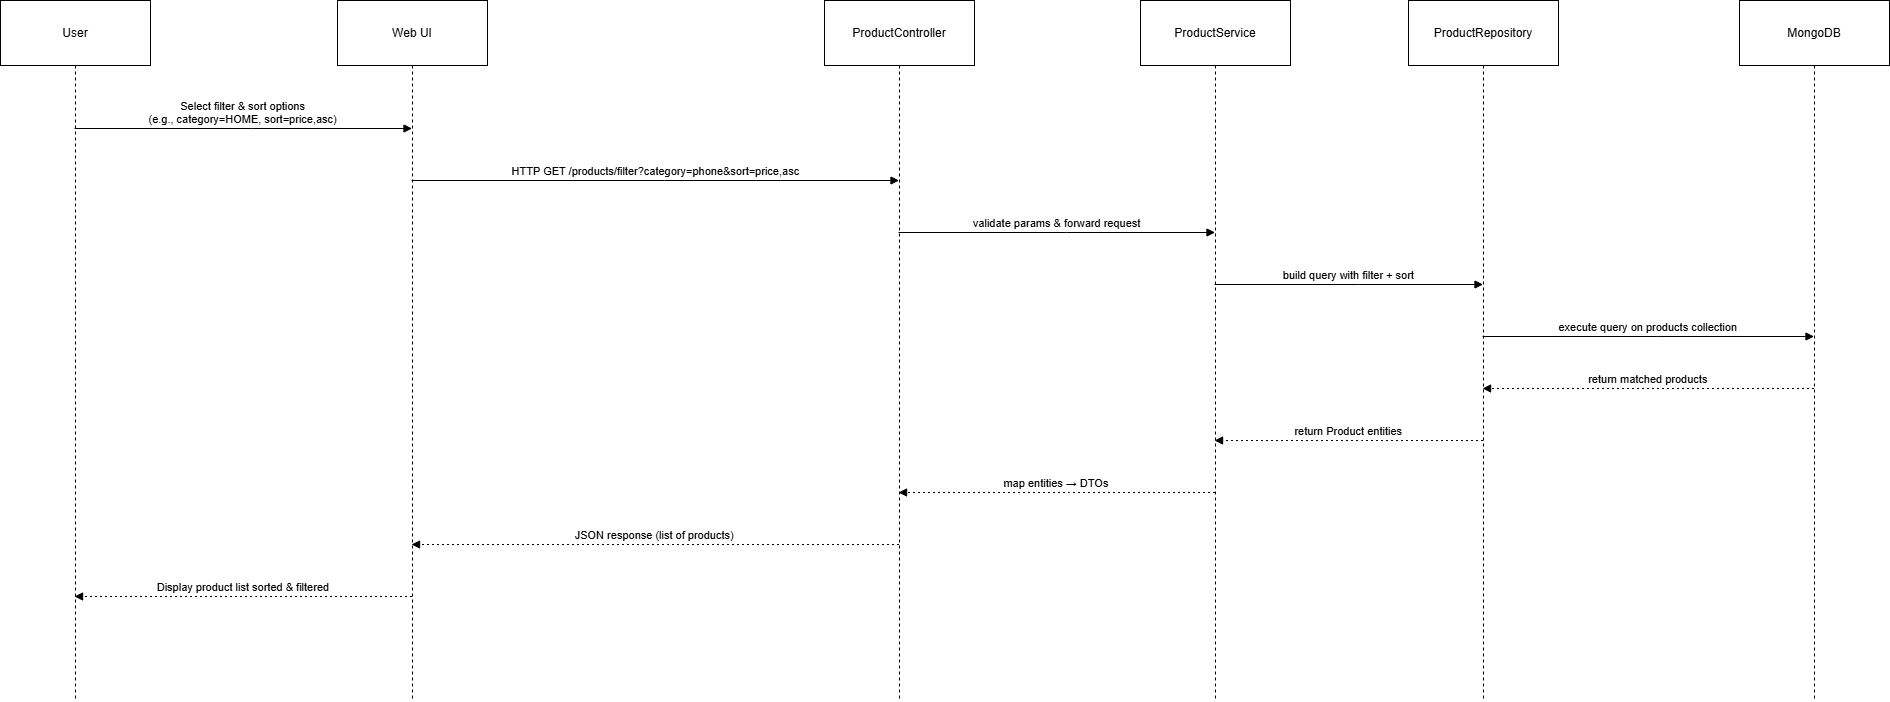 User
Web UI
ProductController
ProductService
ProductRepository
MongoDB
Select filter & sort options
(e.g., category=HOME, sort=price,asc)
HTTP GET /products/filter?category=phone&sort=price,asc
validate params & forward request
build query with filter + sort
execute query on products collection
return matched products
return Product entities
map entities → DTOs
JSON response (list of products)
Display product list sorted & filtered